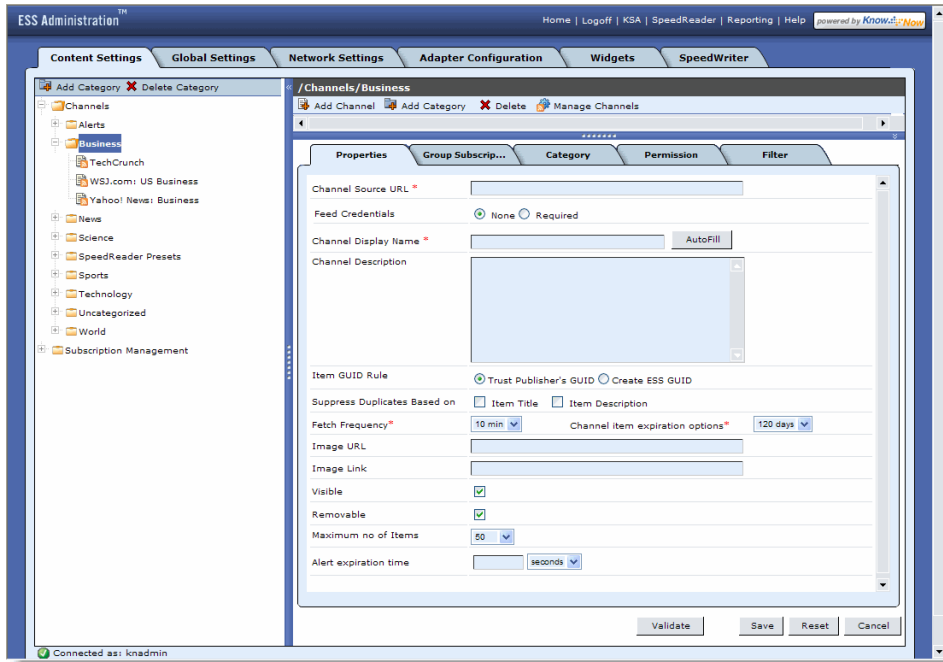 ESS Administration™
Home | Logoff | KSA | SpeedReader | Reporting | Help
powered by KnowNow
Content Settings
Global Settings
Network Settings
Adapter Configuration
Widgets
SpeedWriter
Add Category Delete Category
Channels
Alerts
Business
TechCrunch
WSJ.com: US Business
Yahoo! News: Business
News
Science
SpeedReader Presets
Sports
Technology
Uncategorized
World
Subscription Management
/Channels/Business
Add Channel Add Category Delete Manage Channels
Properties
Group Subscrip...
Category
Permission
Filter
Channel Source URL *
Feed Credentials None Required
Channel Display Name * AutoFill
Channel Description
Item GUID Rule Trust Publisher's GUID Create ESS GUID
Suppress Duplicates Based on Item Title Item Description
Fetch Frequency* 10 min Channel item expiration options* 120 days
Image URL
Image Link
Visible
Removable
Maximum no of Items 50
Alert expiration time seconds
Validate Save Reset Cancel
Connected as: knadmin